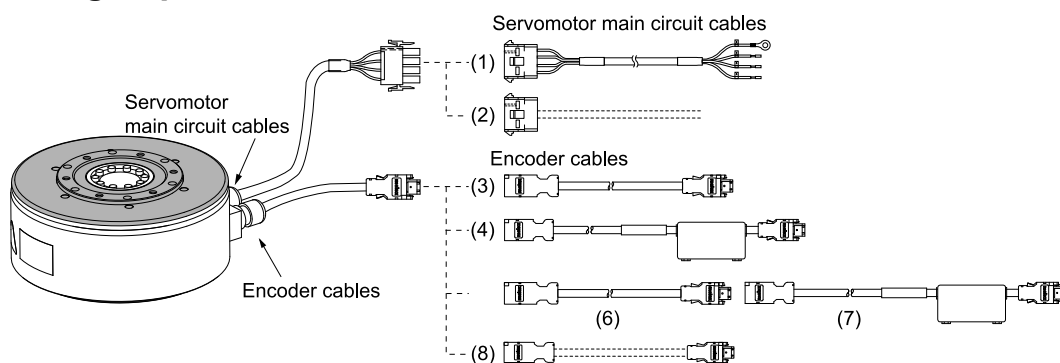 Servomotor main circuit cables
(1)
Servomotor
main circuit cables
(2)
Encoder cables
(3)
(4)
Encoder cables
(6)
(7)
(8)